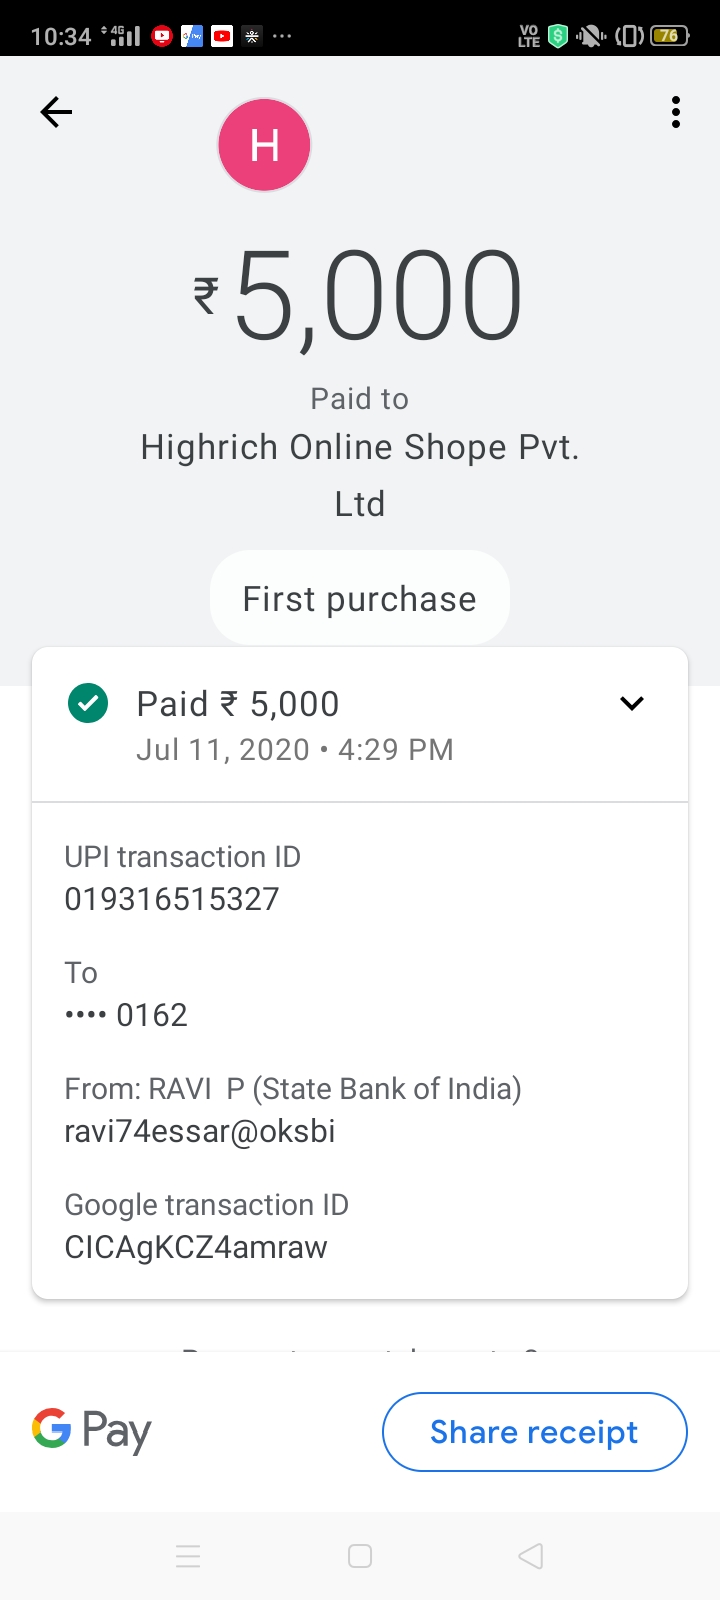 10:34 4G VO LTE 76
H
₹5,000
Paid to
Highrich Online Shope Pvt.
Ltd
First purchase
Paid ₹ 5,000
Jul 11, 2020 • 4:29 PM
UPI transaction ID
019316515327
To
•••• 0162
From: RAVI  P (State Bank of India)
ravi74essar@oksbi
Google transaction ID
CICAgKCZ4amraw
G Pay
Share receipt